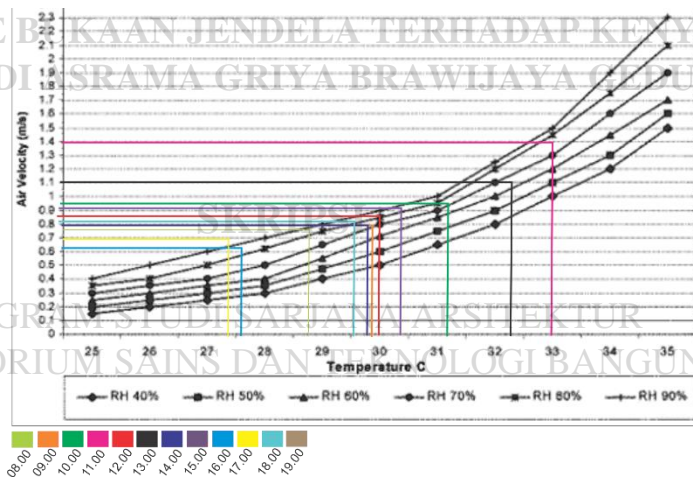 E BUKAAN JENDELA TERHADAP KENY
DI ASRAMA GRIYA BRAWIJAYA
SKRIPSI
GRAM STUDI SARJANA ARSITEKTUR
ORIUM SAINS DAN TEKNOLOGI BANGUN
Air Velocity (m/s)
2.3
2.2
2.1
2
1.9
1.8
1.7
1.6
1.5
1.4
1.3
1.2
1.1
1
0.9
0.8
0.7
0.6
0.5
0.4
0.3
0.2
0.1
0
25 26 27 28 29 30 31 32 33 34 35
Temperature C
RH 40% RH 50% RH 60% RH 70% RH 80% RH 90%
08.00 09.00 10.00 11.00 12.00 13.00 14.00 15.00 16.00 17.00 18.00 19.00